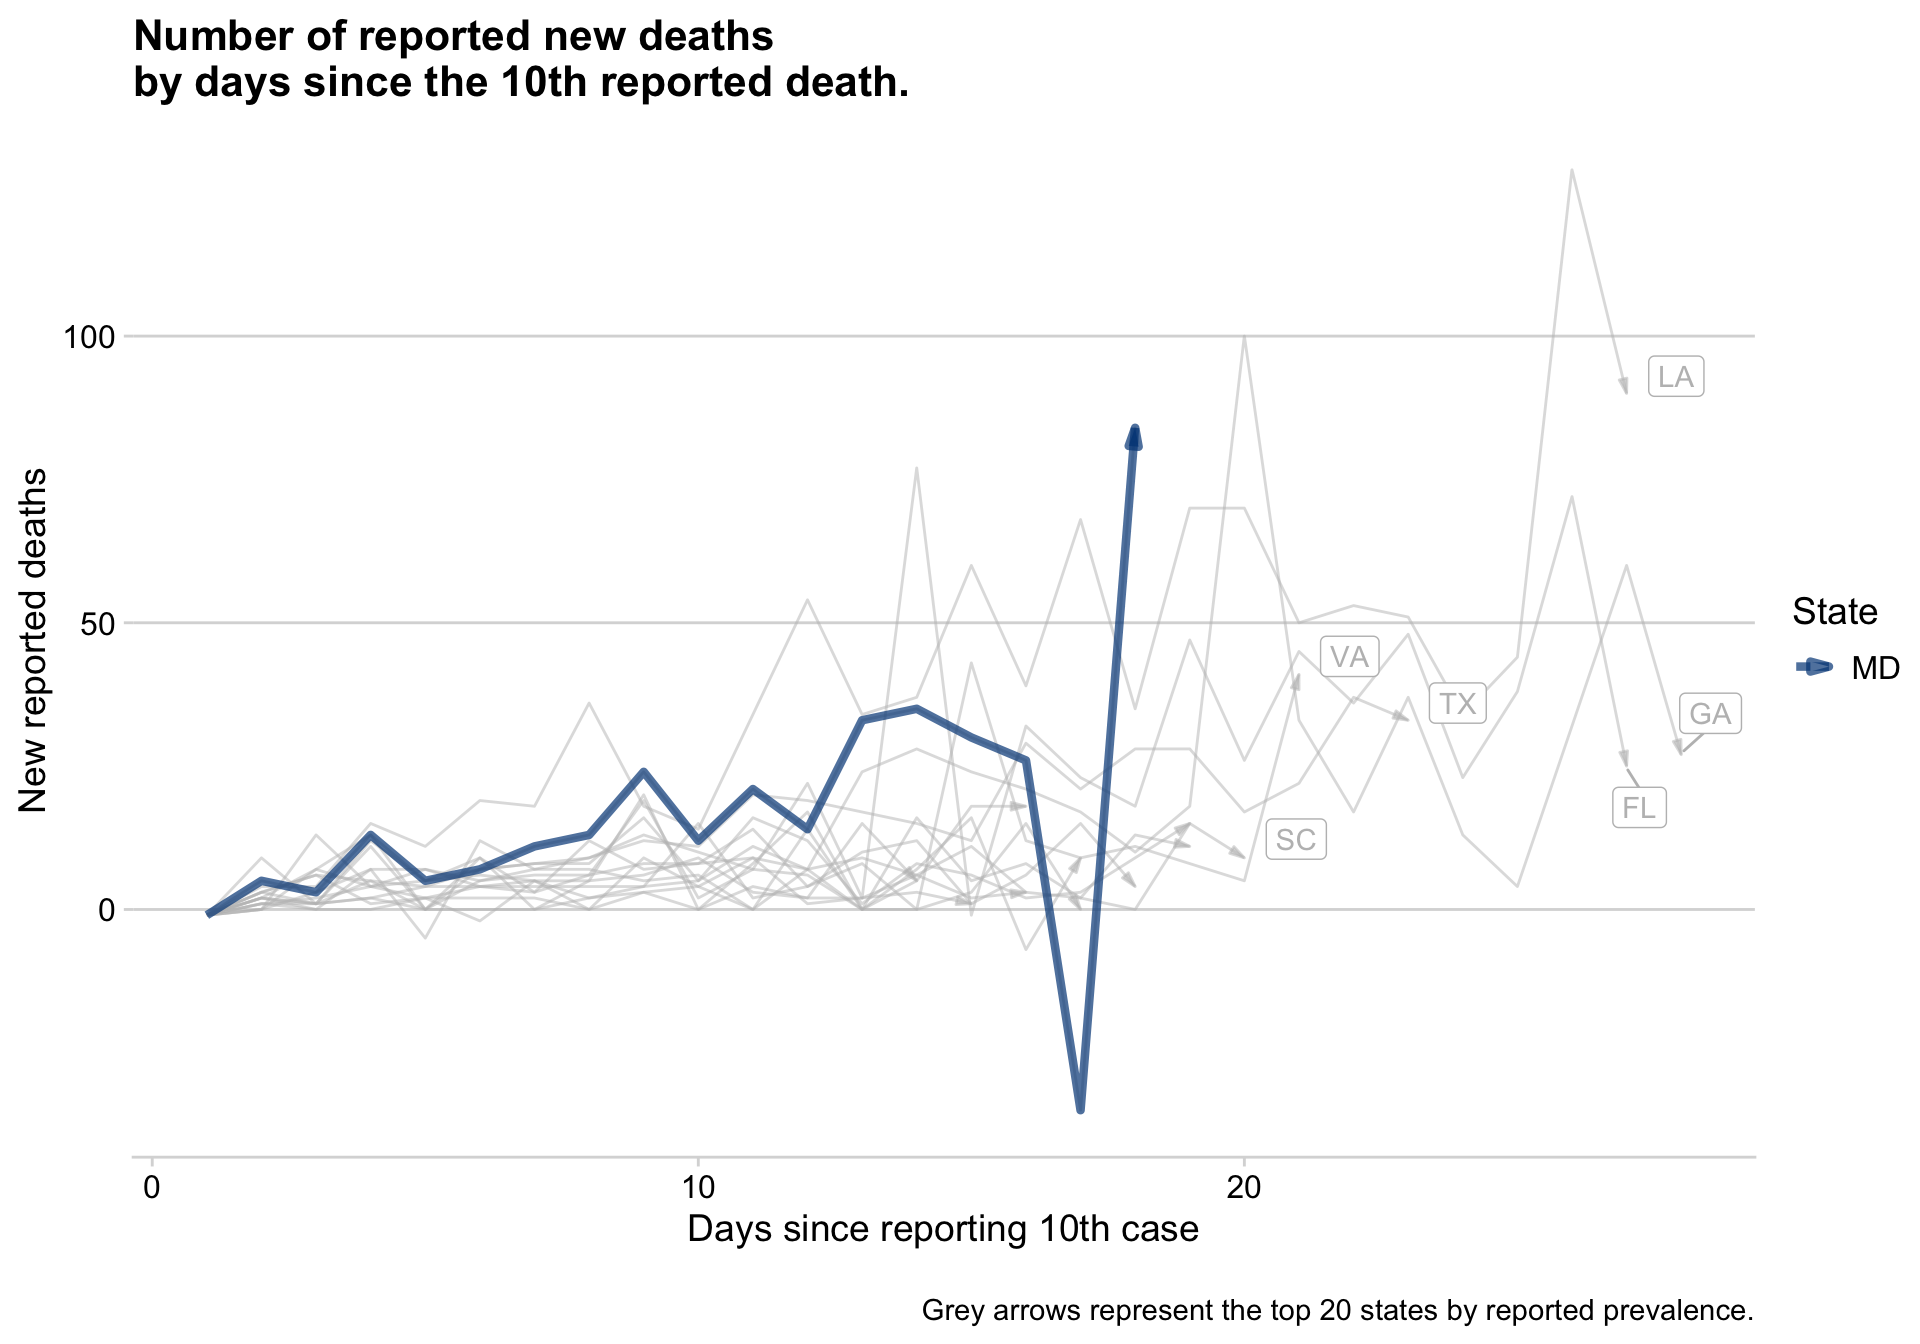 Number of reported new deaths
by days since the 10th reported death.
New reported deaths
100
50
0
LA
VA
TX
GA
FL
SC
State
MD
0 10 20
Days since reporting 10th case
Grey arrows represent the top 20 states by reported prevalence.